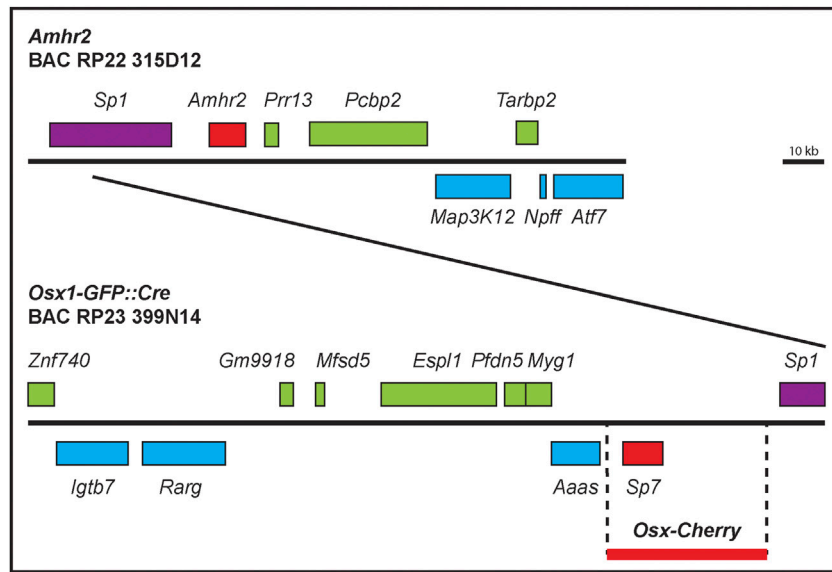 Amhr2
BAC RP22 315D12
Sp1 Amhr2 Prr13 Pcbp2 Tarbp2
10 kb
Map3K12 Npff Atf7
Osx1-GFP::Cre
BAC RP23 399N14
Znf740 Gm9918 Mfsd5 Espl1 Pfdn5 Myg1 Sp1
Igtb7 Rarg Aaas Sp7
Osx-Cherry